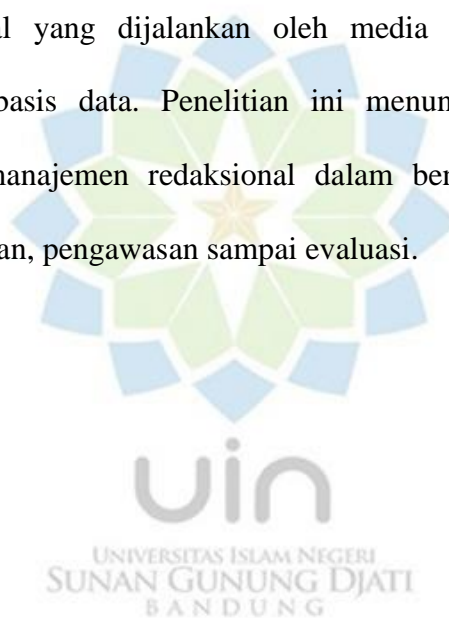 al yang dijalankan oleh media
basis data. Penelitian ini menun
manajemen redaksional dalam ber
an, pengawasan sampai evaluasi.
uin
UNIVERSITAS ISLAM NEGERI
SUNAN GUNUNG DJATI
BANDUNG